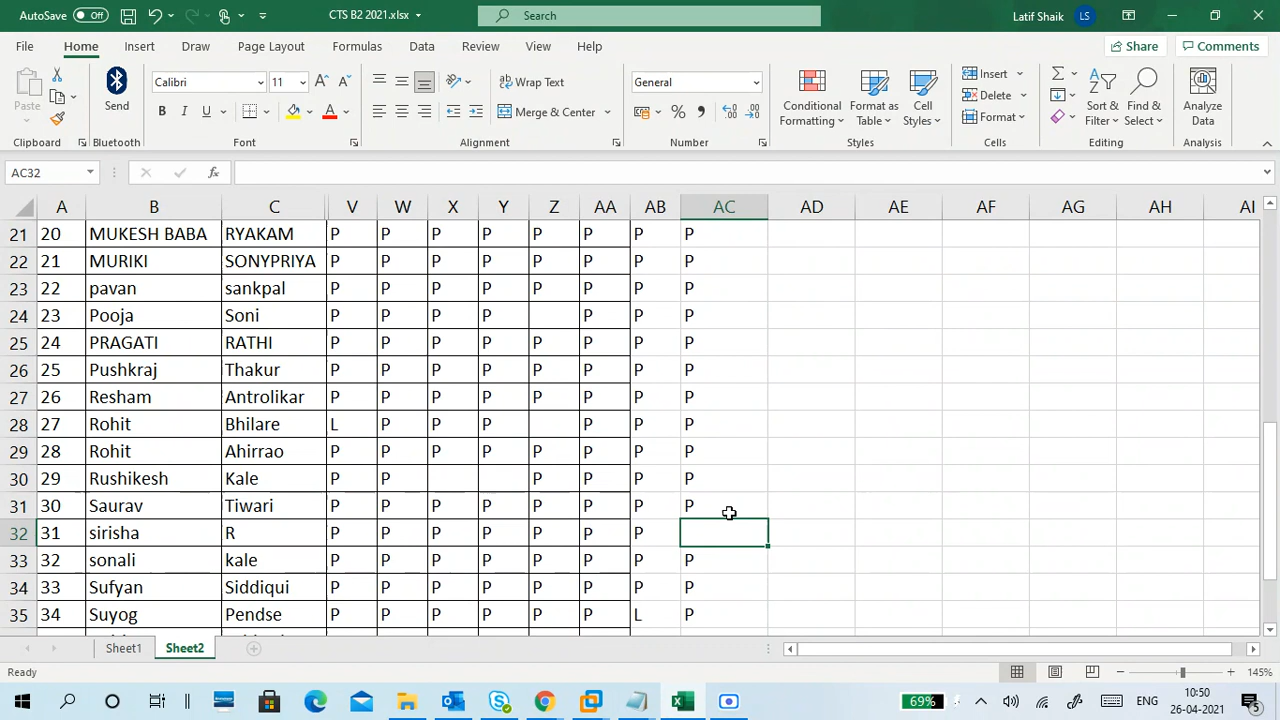 AutoSave Off CTS B2 2021.xlsx Search Latif Shaik LS
File Home Insert Draw Page Layout Formulas Data Review View Help Share Comments
Calibri 11 Wrap Text General Insert
Paste Send Merge & Center Conditional Formatting Format as Table Cell Styles Delete Format Sort & Filter Find & Select Analyze Data
Clipboard Bluetooth Font Alignment Number Styles Cells Editing Analysis
AC32 fx
A B C V W X Y Z AA AB AC AD AE AF AG AH AI
21 20 MUKESH BABA RYAKAM P P P P P P P P
22 21 MURIKI SONYPRIYA P P P P P P P P
23 22 pavan sankpal P P P P P P P P
24 23 Pooja Soni P P P P P P P
25 24 PRAGATI RATHI P P P P P P P P
26 25 Pushkraj Thakur P P P P P P P P
27 26 Resham Antrolikar P P P P P P P P
28 27 Rohit Bhilare L P P P P P P
29 28 Rohit Ahirrao P P P P P P P P
30 29 Rushikesh Kale P P P P P P
31 30 Saurav Tiwari P P P P P P P P
32 31 sirisha R P P P P P P P
33 32 sonali kale P P P P P P P P
34 33 Sufyan Siddiqui P P P P P P P P
35 34 Suyog Pendse P P P P P P L P
Sheet1 Sheet2
Ready 145%
69% ENG 10:50
26-04-2021 5